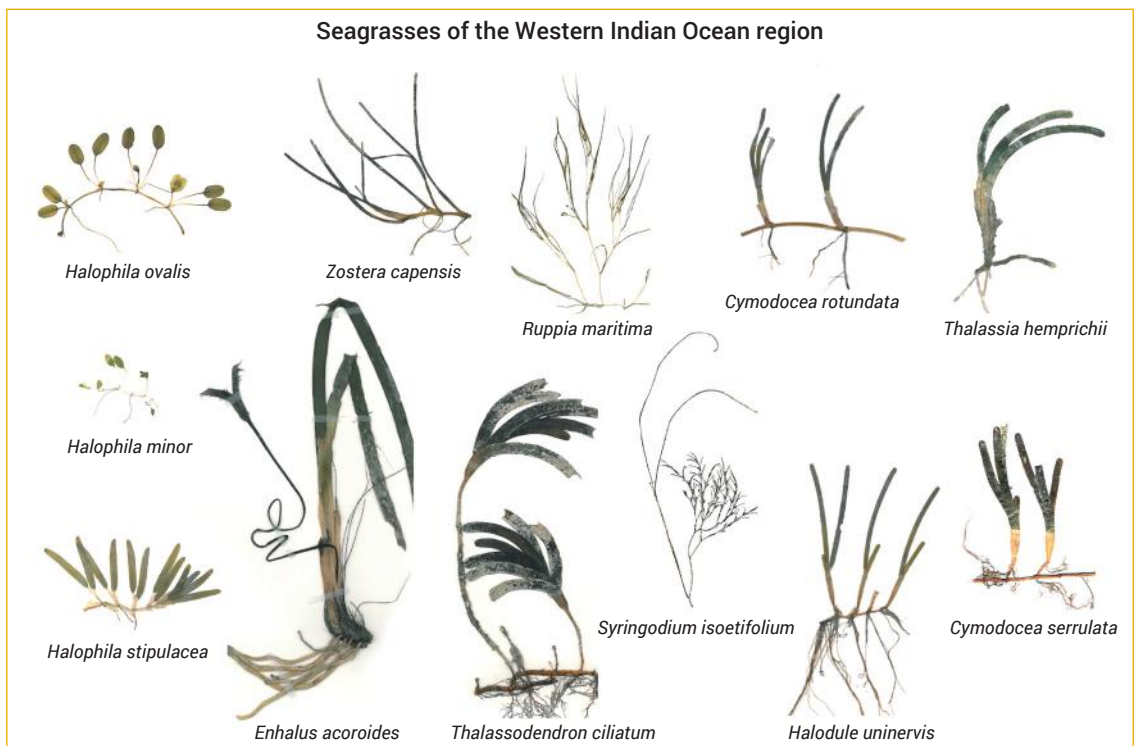 Seagrasses of the Western Indian Ocean region
Halophila ovalis
Zostera capensis
Ruppia maritima
Cymodocea rotundata
Thalassia hemprichii
Halophila minor
Halophila stipulacea
Enhalus acoroides
Thalassodendron ciliatum
Syringodium isoetifolium
Halodule uninervis
Cymodocea serrulata